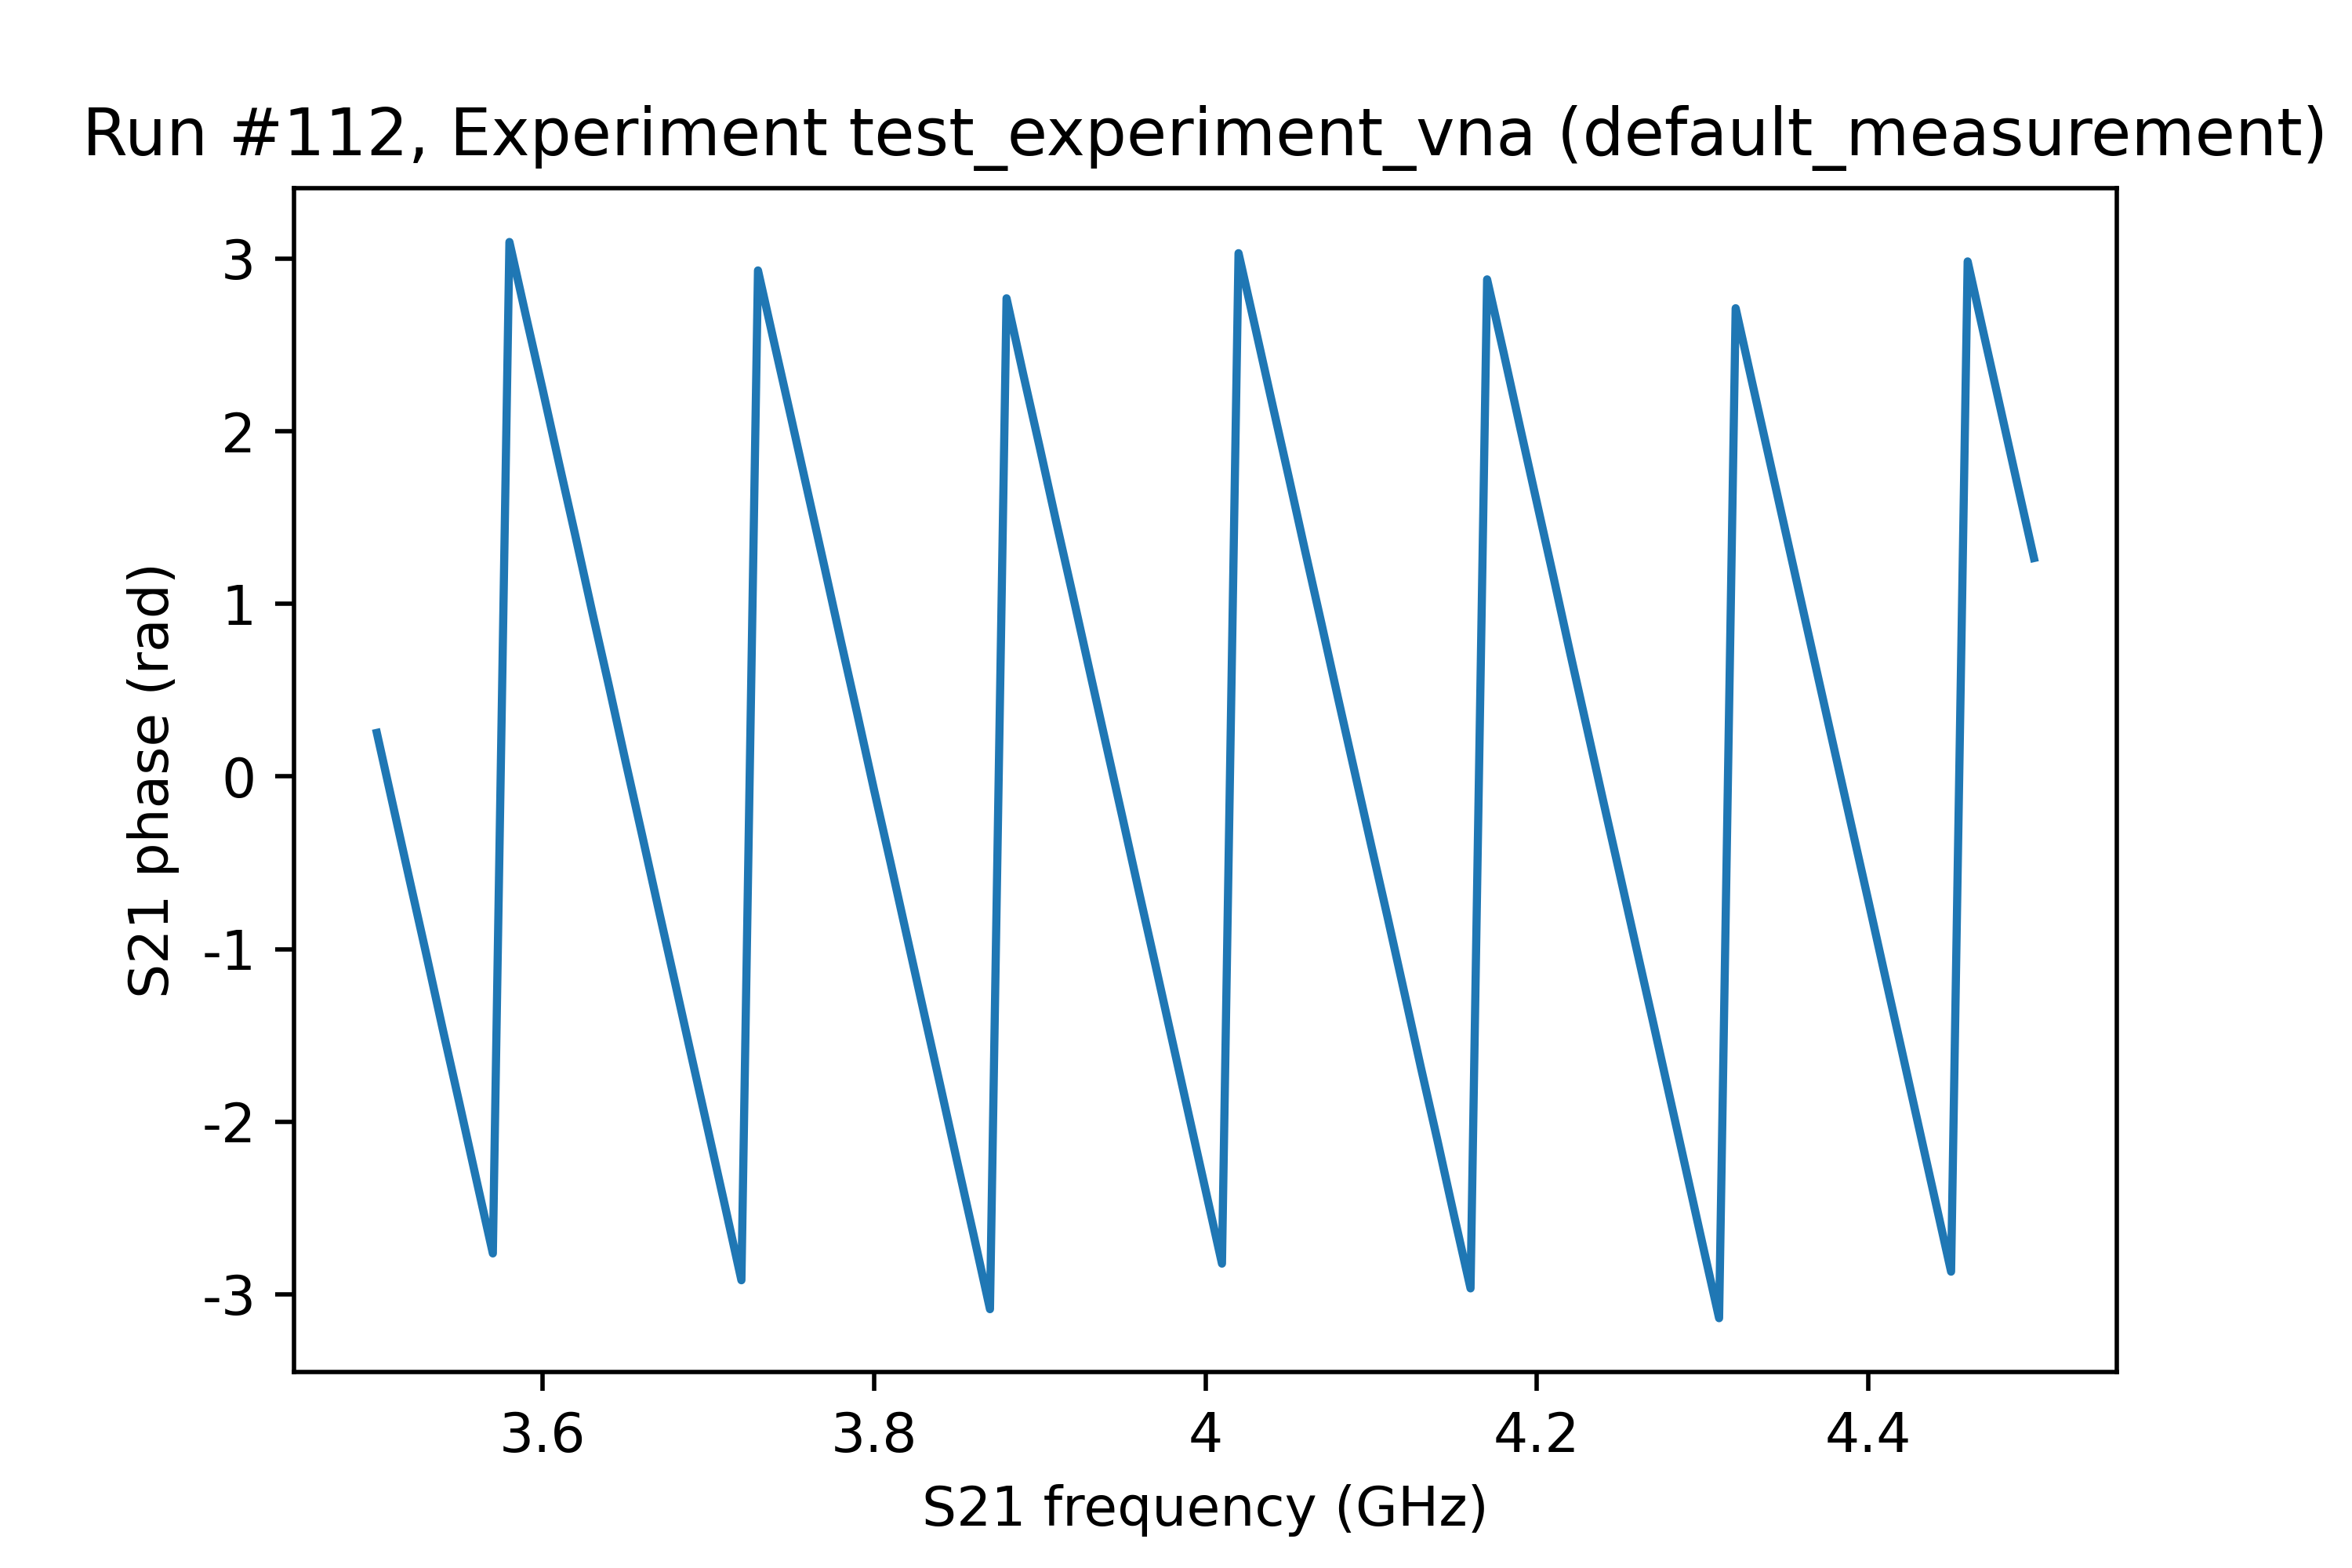 Run #112, Experiment test_experiment_vna (default_measurement)
3
2
1
0
-1
-2
-3
S21 phase (rad)
3.6 3.8 4 4.2 4.4
S21 frequency (GHz)